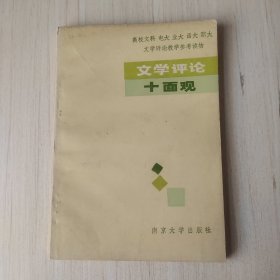 高校文科 电大 业大 函大 职大
文学评论教学参考读物
文学评论
十面观
南京大学出版社